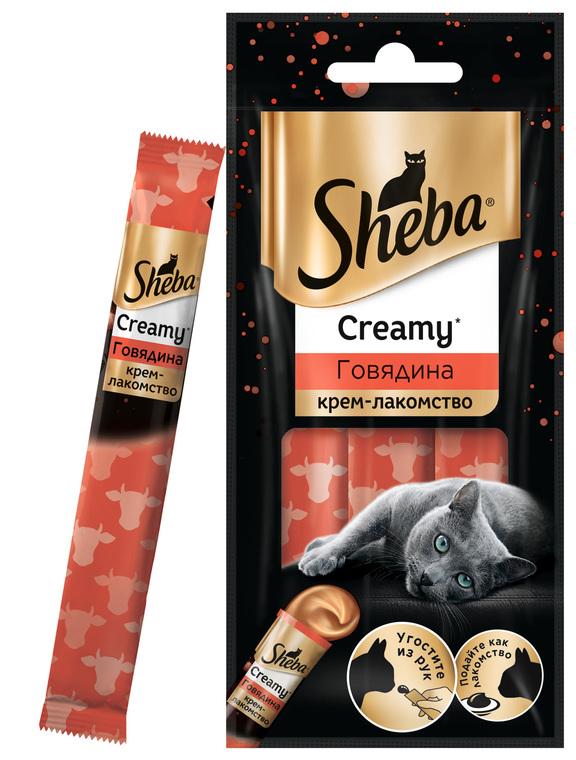 Sheba®
Creamy*
Говядина
крем-
лакомство
Sheba®
Creamy*
Говядина
крем-лакомство
Sheba
Creamy
Говядина
крем-
лакомство
Угостите
из рук
Подайте как
лакомство